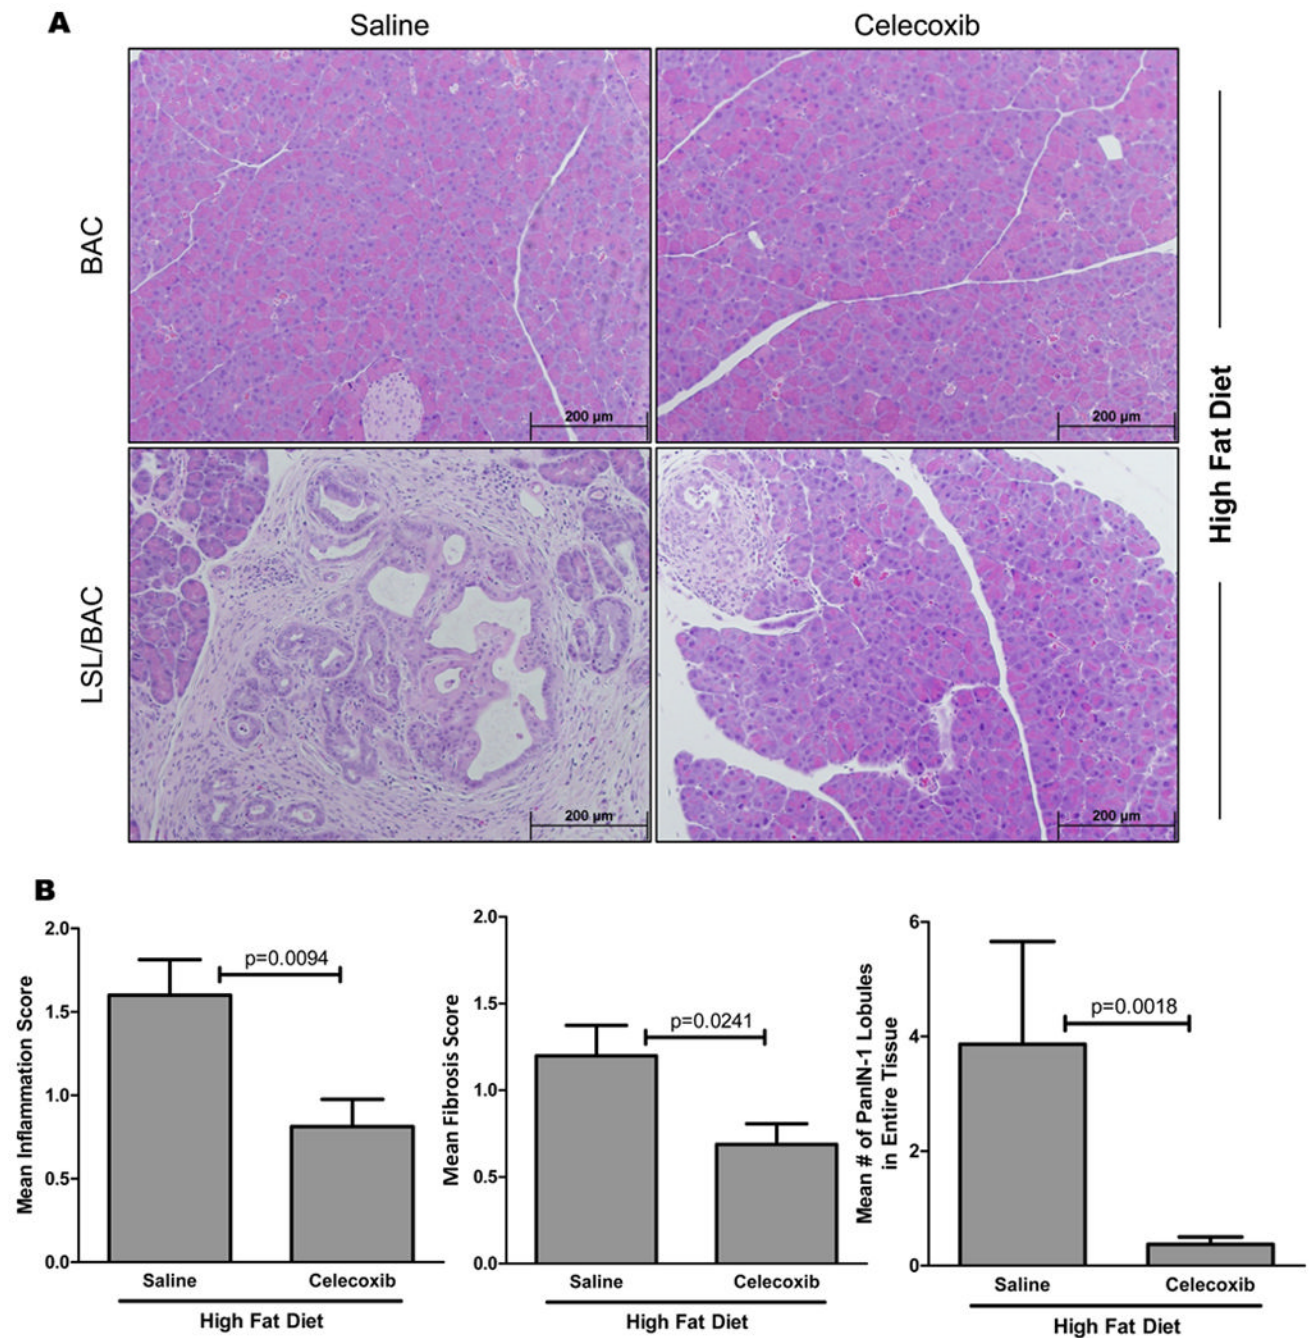 A
Saline
Celecoxib
BAC
200 µm
200 µm
LSL/BAC
200 µm
200 µm
High Fat Diet
B
Mean Inflammation Score
2.0
1.5
1.0
0.5
0.0
p=0.0094
Saline
Celecoxib
High Fat Diet
Mean Fibrosis Score
2.0
1.5
1.0
0.5
0.0
p=0.0241
Saline
Celecoxib
High Fat Diet
Mean # of PanIN-1 Lobules
in Entire Tissue
6
4
2
0
p=0.0018
Saline
Celecoxib
High Fat Diet